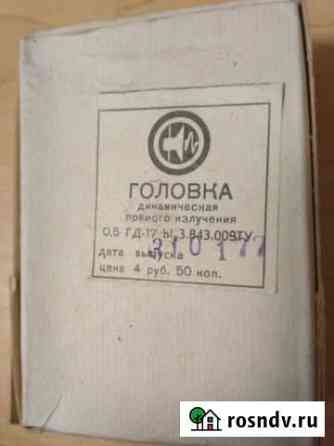 ГОЛОВКА
динамическая
прямого излучения
0,5 ГД-17 Ы.3.843.009ТУ
дата выпуска 310177
цена 4 руб. 50 коп.
rosndv.ru